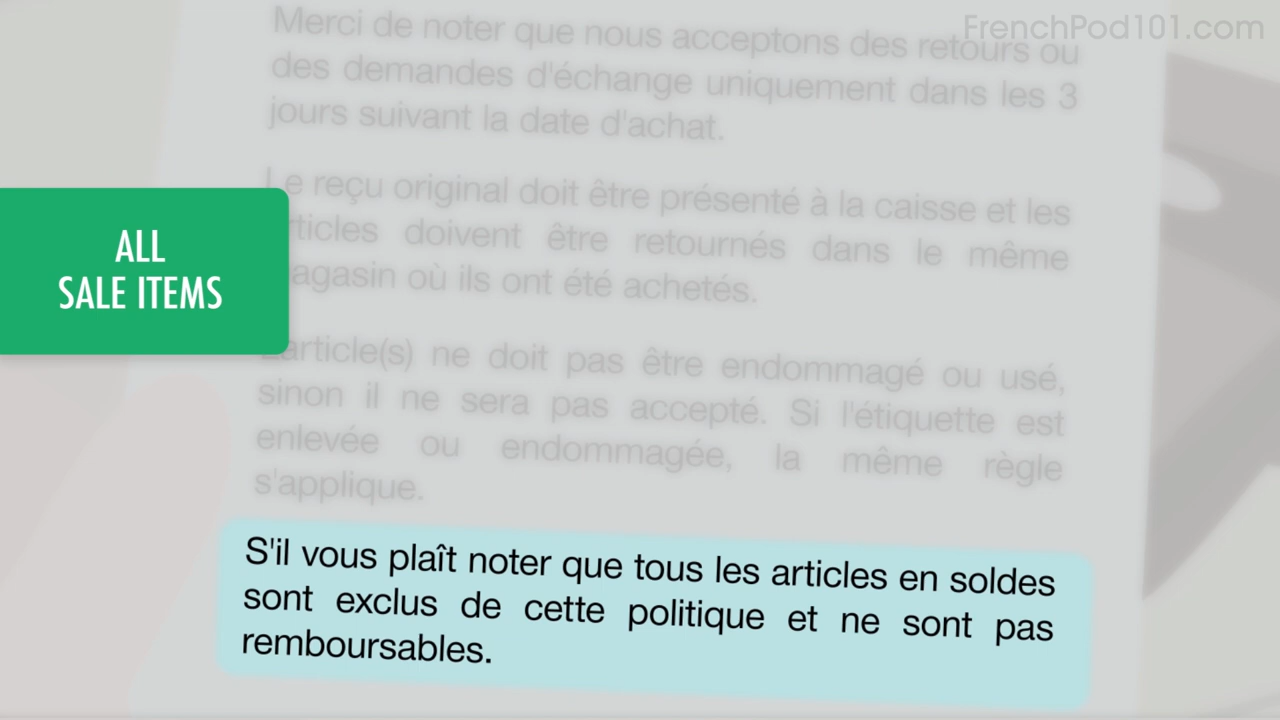 FrenchPod101.com
Merci de noter que nous acceptons des retours ou
des demandes d'échange uniquement dans les 3
jours suivant la date d'achat.
Le reçu original doit être présenté à la caisse et les
articles doivent être retournés dans le même
magasin où ils ont été achetés.
ALL
SALE ITEMS
L'article(s) ne doit pas être endommagé ou usé,
sinon il ne sera pas accepté. Si l'étiquette est
enlevée ou endommagée, la même règle
s'applique.
S'il vous plaît noter que tous les articles en soldes
sont exclus de cette politique et ne sont pas
remboursables.